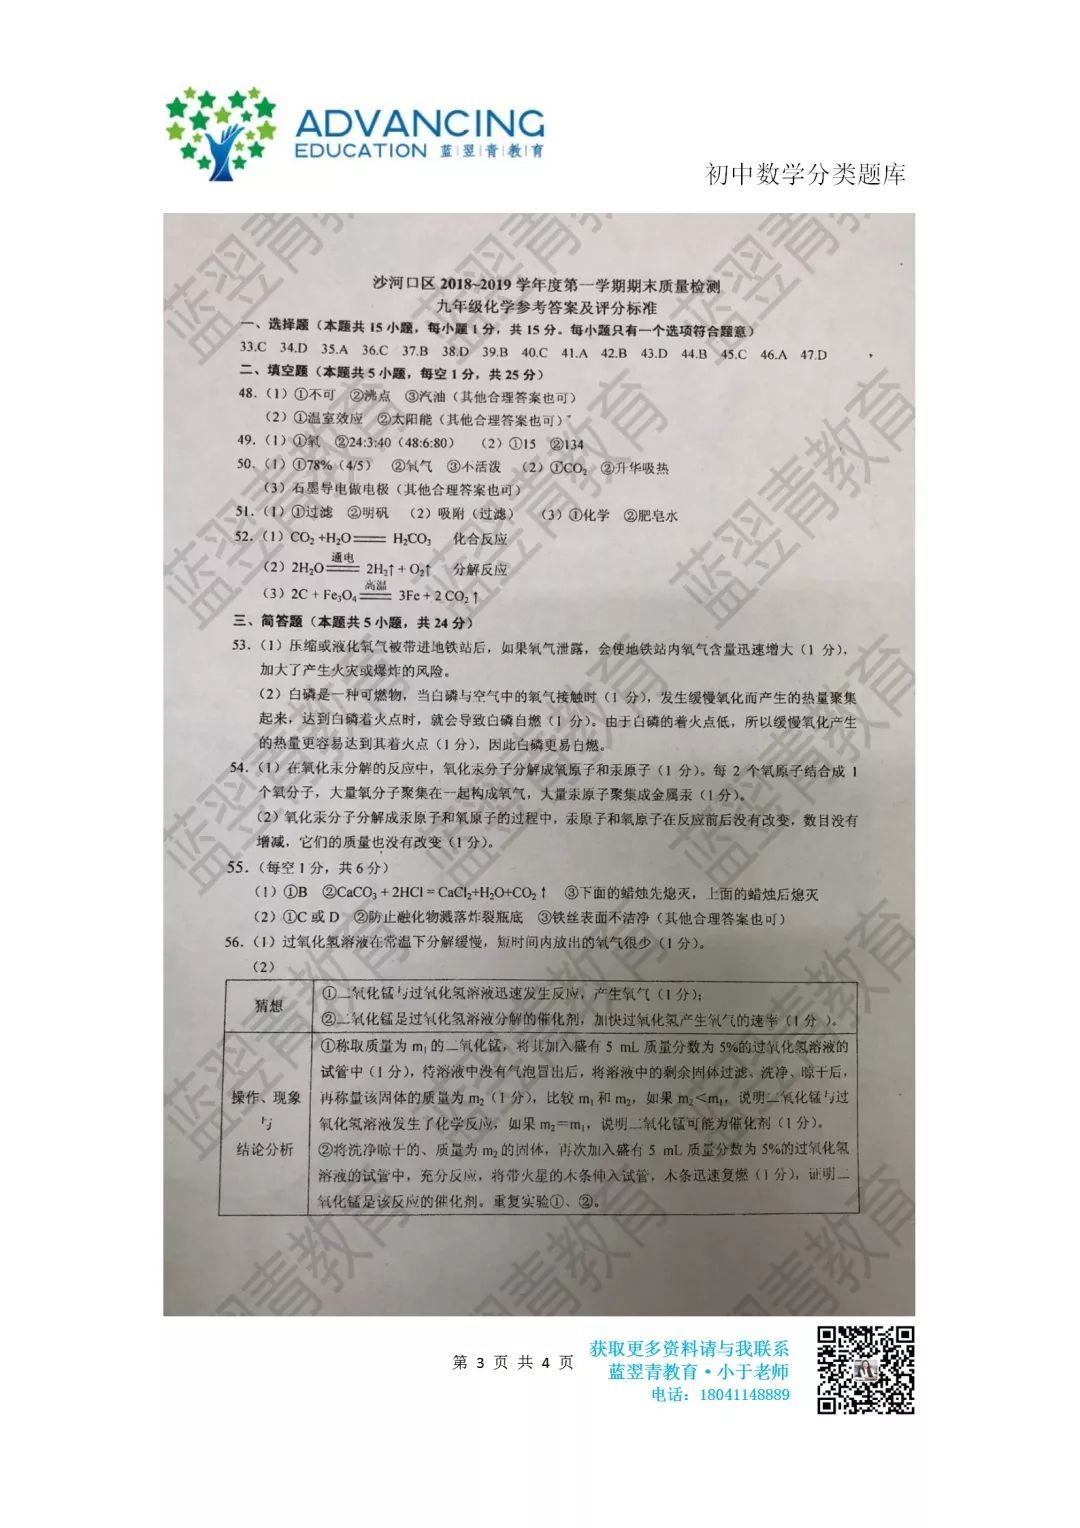 ADVANCING
EDUCATION 蓝|翌|青|教|育
初中数学分类题库
沙河口区 2018~2019 学年度第一学期期末质量检测
九年级化学参考答案及评分标准
一、选择题（本题共 15 小题，每小题 1 分，共 15 分。每小题只有一个选项符合题意）
33.C 34.D 35.A 36.C 37.B 38.D 39.B 40.C 41.A 42.B 43.D 44.B 45.C 46.A 47.D
二、填空题（本题共 5 小题，每空 1 分，共 25 分）
48.（1）①不可 ②沸点 ③汽油（其他合理答案也可）
（2）①温室效应 ②太阳能（其他合理答案也可）
49.（1）①氧 ②24:3:40（48:6:80） （2）①15 ②134
50.（1）①78%（4/5） ②氧气 ③不活泼 （2）①CO₂ ②升华吸热
（3）石墨导电做电极（其他合理答案也可）
51.（1）①过滤 ②明矾 （2）吸附（过滤） （3）①化学 ②肥皂水
52.（1）CO₂ +H₂O ═══ H₂CO₃ 化合反应
（2）2H₂O ═通电═ 2H₂↑ + O₂↑ 分解反应
（3）2C + Fe₃O₄ ═高温═ 3Fe + 2 CO₂ ↑
三、简答题（本题共 5 小题，共 24 分）
53.（1）压缩或液化氧气被带进地铁站后，如果氧气泄露，会使地铁站内氧气含量迅速增大（1 分），
加大了产生火灾或爆炸的风险。
（2）白磷是一种可燃物，当白磷与空气中的氧气接触时（1 分），发生缓慢氧化而产生的热量聚集
起来，达到白磷着火点时，就会导致白磷自燃（1 分）。由于白磷的着火点低，所以缓慢氧化产生
的热量更容易达到其着火点（1 分），因此白磷更易自燃。
54.（1）在氧化汞分解的反应中，氧化汞分子分解成氧原子和汞原子（1 分）。每 2 个氧原子结合成 1
个氧分子，大量氧分子聚集在一起构成氧气，大量汞原子聚集成金属汞（1 分）。
（2）氧化汞分子分解成汞原子和氧原子的过程中，汞原子和氧原子在反应前后没有改变，数目没有
增减，它们的质量也没有改变（1 分）。
55.（每空 1 分，共 6 分）
（1）①B ②CaCO₃ + 2HCl = CaCl₂+H₂O+CO₂↑ ③下面的蜡烛先熄灭，上面的蜡烛后熄灭
（2）①C 或 D ②防止融化物溅落炸裂瓶底 ③铁丝表面不洁净（其他合理答案也可）
56.（1）过氧化氢溶液在常温下分解缓慢，短时间内放出的氧气很少（1 分）。
（2）
猜想
①二氧化锰与过氧化氢溶液迅速发生反应，产生氧气（1 分）；
②二氧化锰是过氧化氢溶液分解的催化剂，加快过氧化氢产生氧气的速率（1 分 ）。
操作、现象
与
结论分析
①称取质量为 m₁ 的二氧化锰，将其加入盛有 5 mL 质量分数为 5%的过氧化氢溶液的
试管中（1 分），待溶液中没有气泡冒出后，将溶液中的剩余固体过滤、洗净、晾干后，
再称量该固体的质量为 m₂（1 分），比较 m₁ 和 m₂，如果 m₂＜m₁，说明二氧化锰与过
氧化氢溶液发生了化学反应，如果 m₂＝m₁，说明二氧化锰可能为催化剂（1 分）。
②将洗净晾干的、质量为 m₂ 的固体，再次加入盛有 5 mL 质量分数为 5%的过氧化氢
溶液的试管中，充分反应，将带火星的木条伸入试管，木条迅速复燃（1 分），证明二
氧化锰是该反应的催化剂。重复实验①、②。
第 3 页 共 4 页
获取更多资料请与我联系
蓝翌青教育·小于老师
电话：18041148889
蓝翌青教育